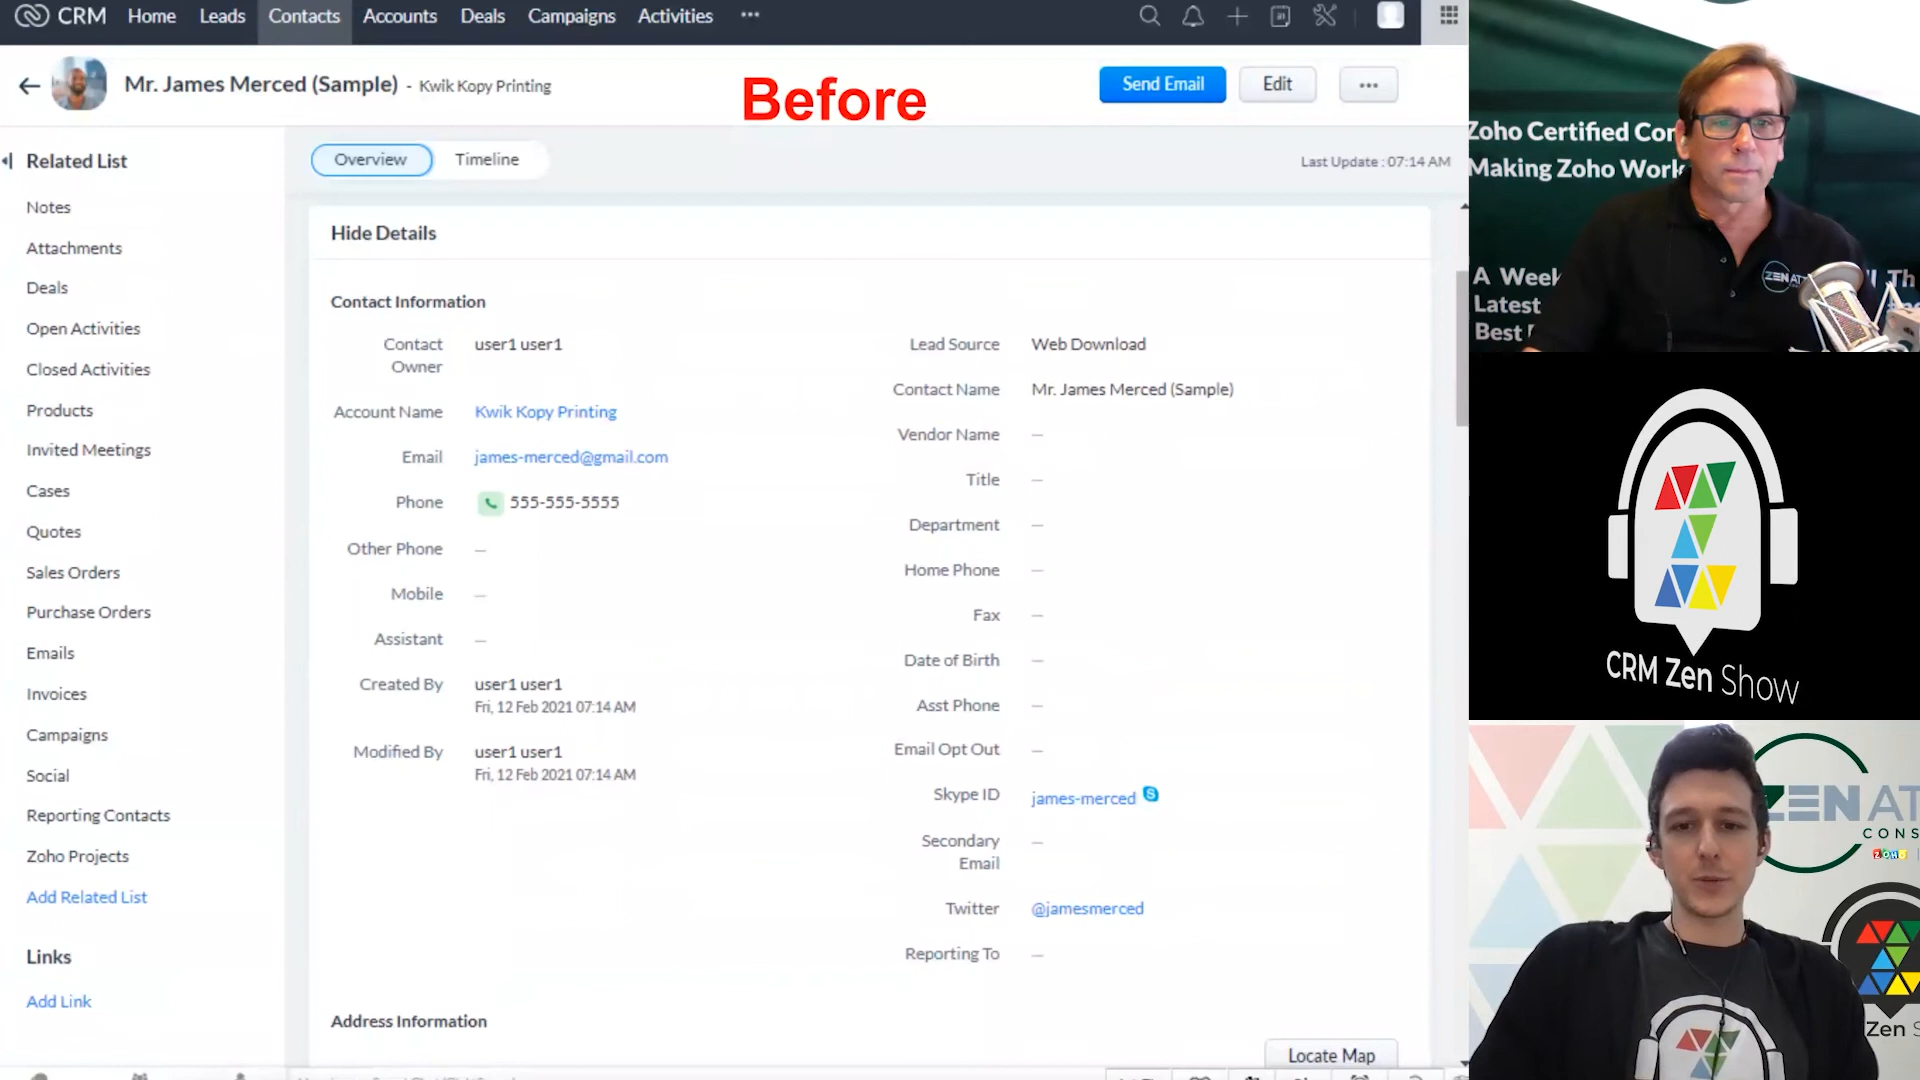 CRM Home Leads Contacts Accounts Deals Campaigns Activities
Mr. James Merced (Sample) - Kwik Kopy Printing
Before
Send Email
Edit
Related List
Notes
Attachments
Deals
Open Activities
Closed Activities
Products
Invited Meetings
Cases
Quotes
Sales Orders
Purchase Orders
Emails
Invoices
Campaigns
Social
Reporting Contacts
Zoho Projects
Add Related List
Links
Add Link
Overview Timeline
Last Update : 07:14 AM
Hide Details
Contact Information
Contact Owner user1 user1
Account Name Kwik Kopy Printing
Email james-merced@gmail.com
Phone 555-555-5555
Other Phone —
Mobile —
Assistant —
Created By user1 user1
Fri, 12 Feb 2021 07:14 AM
Modified By user1 user1
Fri, 12 Feb 2021 07:14 AM
Lead Source Web Download
Contact Name Mr. James Merced (Sample)
Vendor Name —
Title —
Department —
Home Phone —
Fax —
Date of Birth —
Asst Phone —
Email Opt Out —
Skype ID james-merced
Secondary Email —
Twitter @jamesmerced
Reporting To —
Address Information
Locate Map
Zoho Certified Con
Making Zoho Work
A Week
Latest
Best
ZENAT
Th
CRM Zen Show
ZEN AT
CONS
ZOHO
Zen S